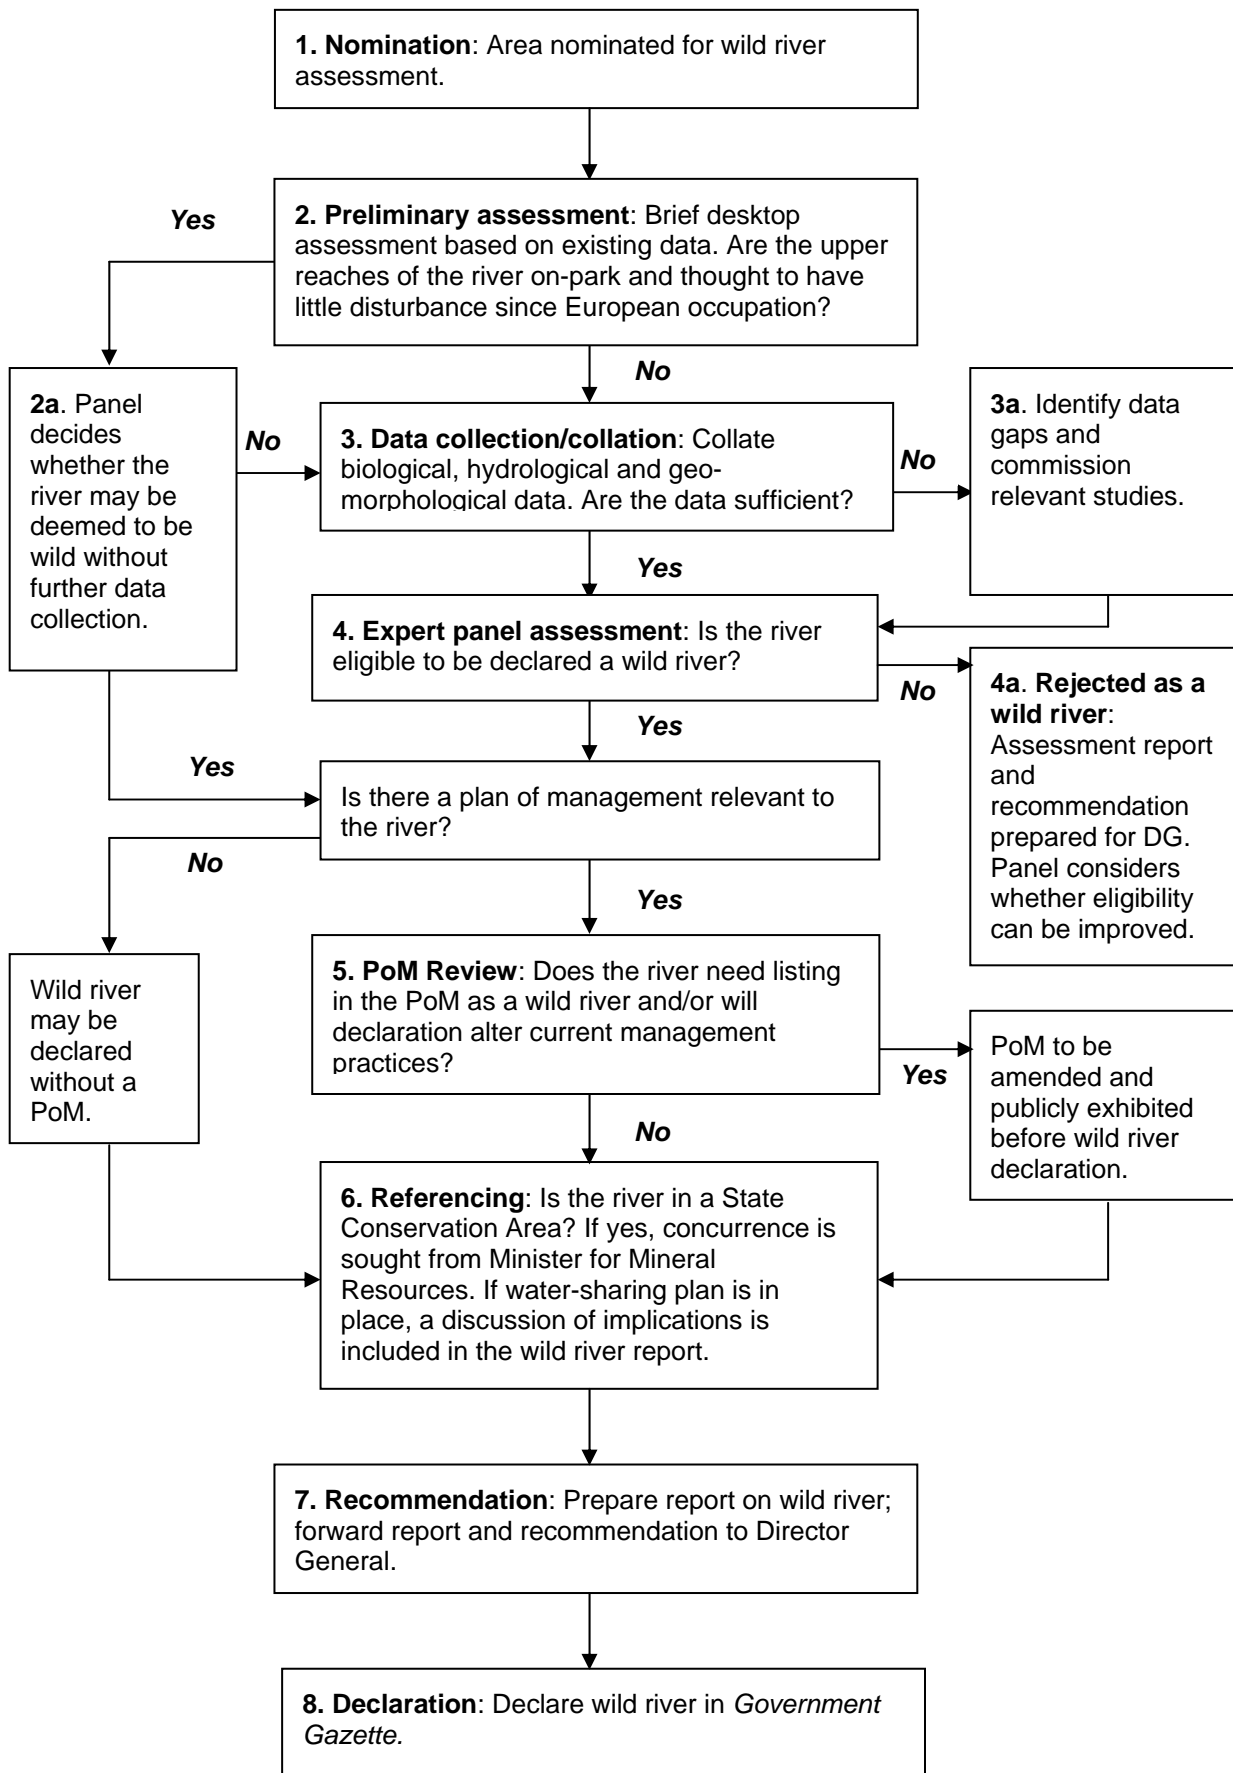 1. Nomination: Area nominated for wild river
assessment.
Yes
2. Preliminary assessment: Brief desktop
assessment based on existing data. Are the upper
reaches of the river on-park and thought to have
little disturbance since European occupation?
No
2a. Panel
decides
whether the
river may be
deemed to be
wild without
further data
collection.
No
3. Data collection/collation: Collate
biological, hydrological and geo-
morphological data. Are the data sufficient?
No
3a. Identify data
gaps and
commission
relevant studies.
Yes
4. Expert panel assessment: Is the river
eligible to be declared a wild river?
No
4a. Rejected as a
wild river:
Assessment report
and
recommendation
prepared for DG.
Panel considers
whether eligibility
can be improved.
Yes
Yes
Is there a plan of management relevant to
the river?
No
Yes
Wild river
may be
declared
without a
PoM.
5. PoM Review: Does the river need listing
in the PoM as a wild river and/or will
declaration alter current management
practices?
Yes
PoM to be
amended and
publicly exhibited
before wild river
declaration.
No
6. Referencing: Is the river in a State
Conservation Area? If yes, concurrence is
sought from Minister for Mineral
Resources. If water-sharing plan is in
place, a discussion of implications is
included in the wild river report.
7. Recommendation: Prepare report on wild river;
forward report and recommendation to Director
General.
8. Declaration: Declare wild river in Government
Gazette.